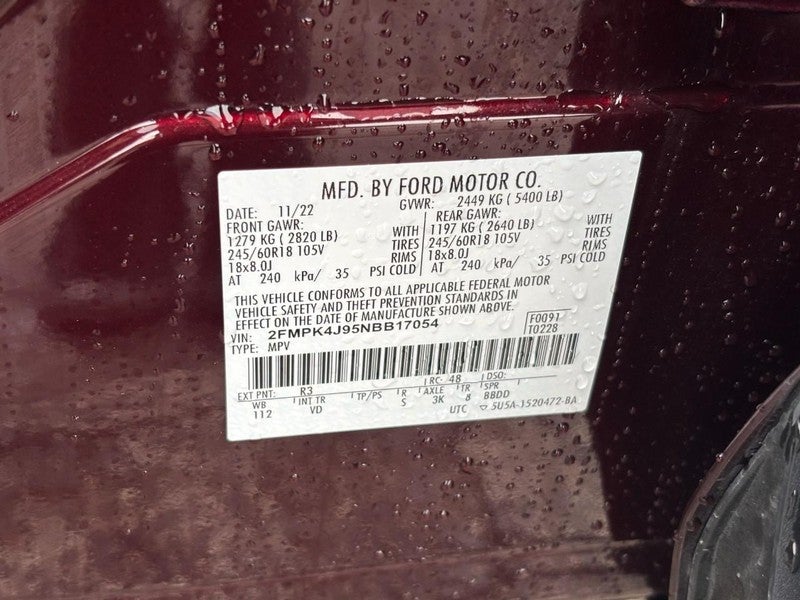 MFD. BY FORD MOTOR CO.
DATE: 11/22 GVWR: 2449 KG ( 5400 LB)
FRONT GAWR: REAR GAWR:
1279 KG ( 2820 LB) WITH 1197 KG ( 2640 LB) WITH
245/60R18 105V TIRES 245/60R18 105V TIRES
18x8.0J RIMS 18x8.0J RIMS
AT 240 kPa/ 35 PSI COLD AT 240 kPa/ 35 PSI COLD
THIS VEHICLE CONFORMS TO ALL APPLICABLE FEDERAL MOTOR
VEHICLE SAFETY AND THEFT PREVENTION STANDARDS IN
EFFECT ON THE DATE OF MANUFACTURE SHOWN ABOVE.
VIN: 2FMPK4J95NBB17054 F0091
TYPE: MPV T0228
EXT PNT: R3 RC: 48 DSO:
WB INT TR TP/PS R AXLE TR SPR
112 VD S 3K 8 BBDD
UTC ▽ 5U5A-1520472-BA